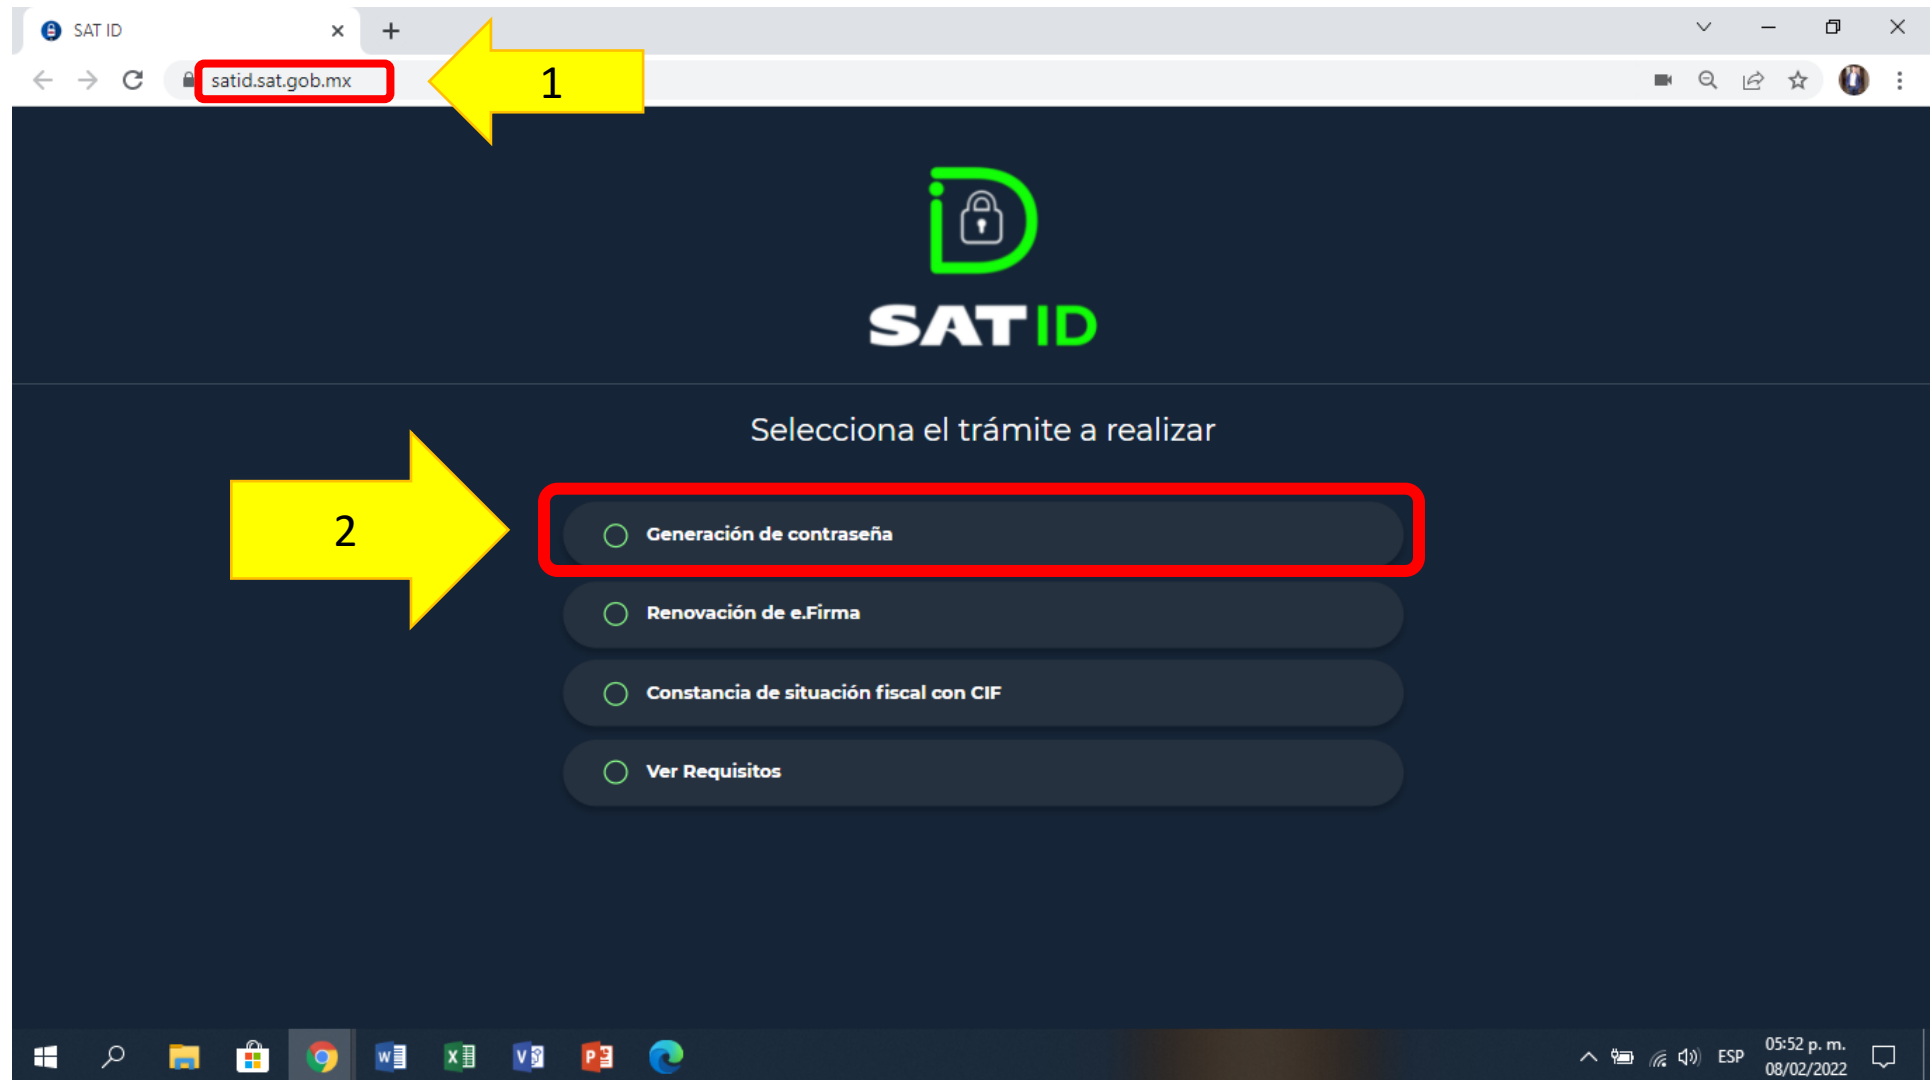 SAT ID
satid.sat.gob.mx
1
SAT ID
Selecciona el trámite a realizar
2
Generación de contraseña
Renovación de e.Firma
Constancia de situación fiscal con CIF
Ver Requisitos
ESP
05:52 p. m.
08/02/2022